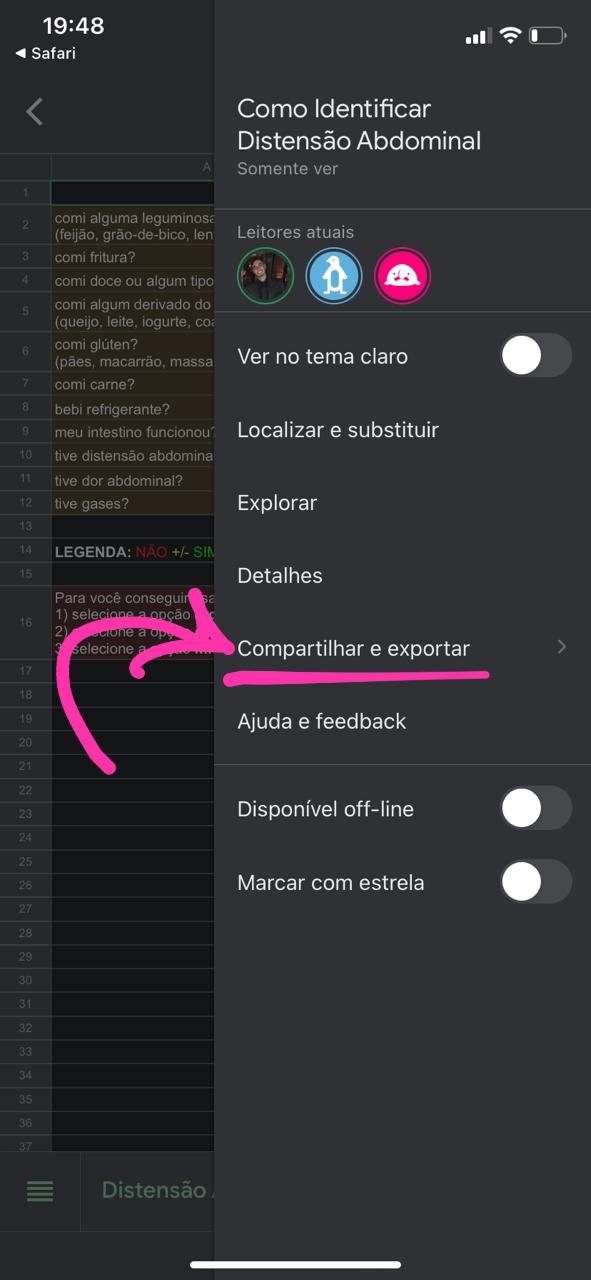 19:48
◀ Safari
Como Identificar
Distensão Abdominal
Somente ver
Leitores atuais
Ver no tema claro
Localizar e substituir
Explorar
Detalhes
Compartilhar e exportar
Ajuda e feedback
Disponível off-line
Marcar com estrela
A
1
2 comi alguma leguminosa
(feijão, grão-de-bico, len
3 comi fritura?
4 comi doce ou algum tipo
5 comi algum derivado do
(queijo, leite, iogurte, coa
6 comi glúten?
(pães, macarrão, massa
7 comi carne?
8 bebi refrigerante?
9 meu intestino funcionou?
10 tive distensão abdomina
11 tive dor abdominal?
12 tive gases?
13
14 LEGENDA: NÃO +/- SIM
15
16 Para você conseguir sa
1) selecione a opção
2) selecione a opç
3) selecione a opção
17
18
19
20
21
22
23
24
25
26
27
28
29
30
31
32
33
34
35
36
37
Distensão